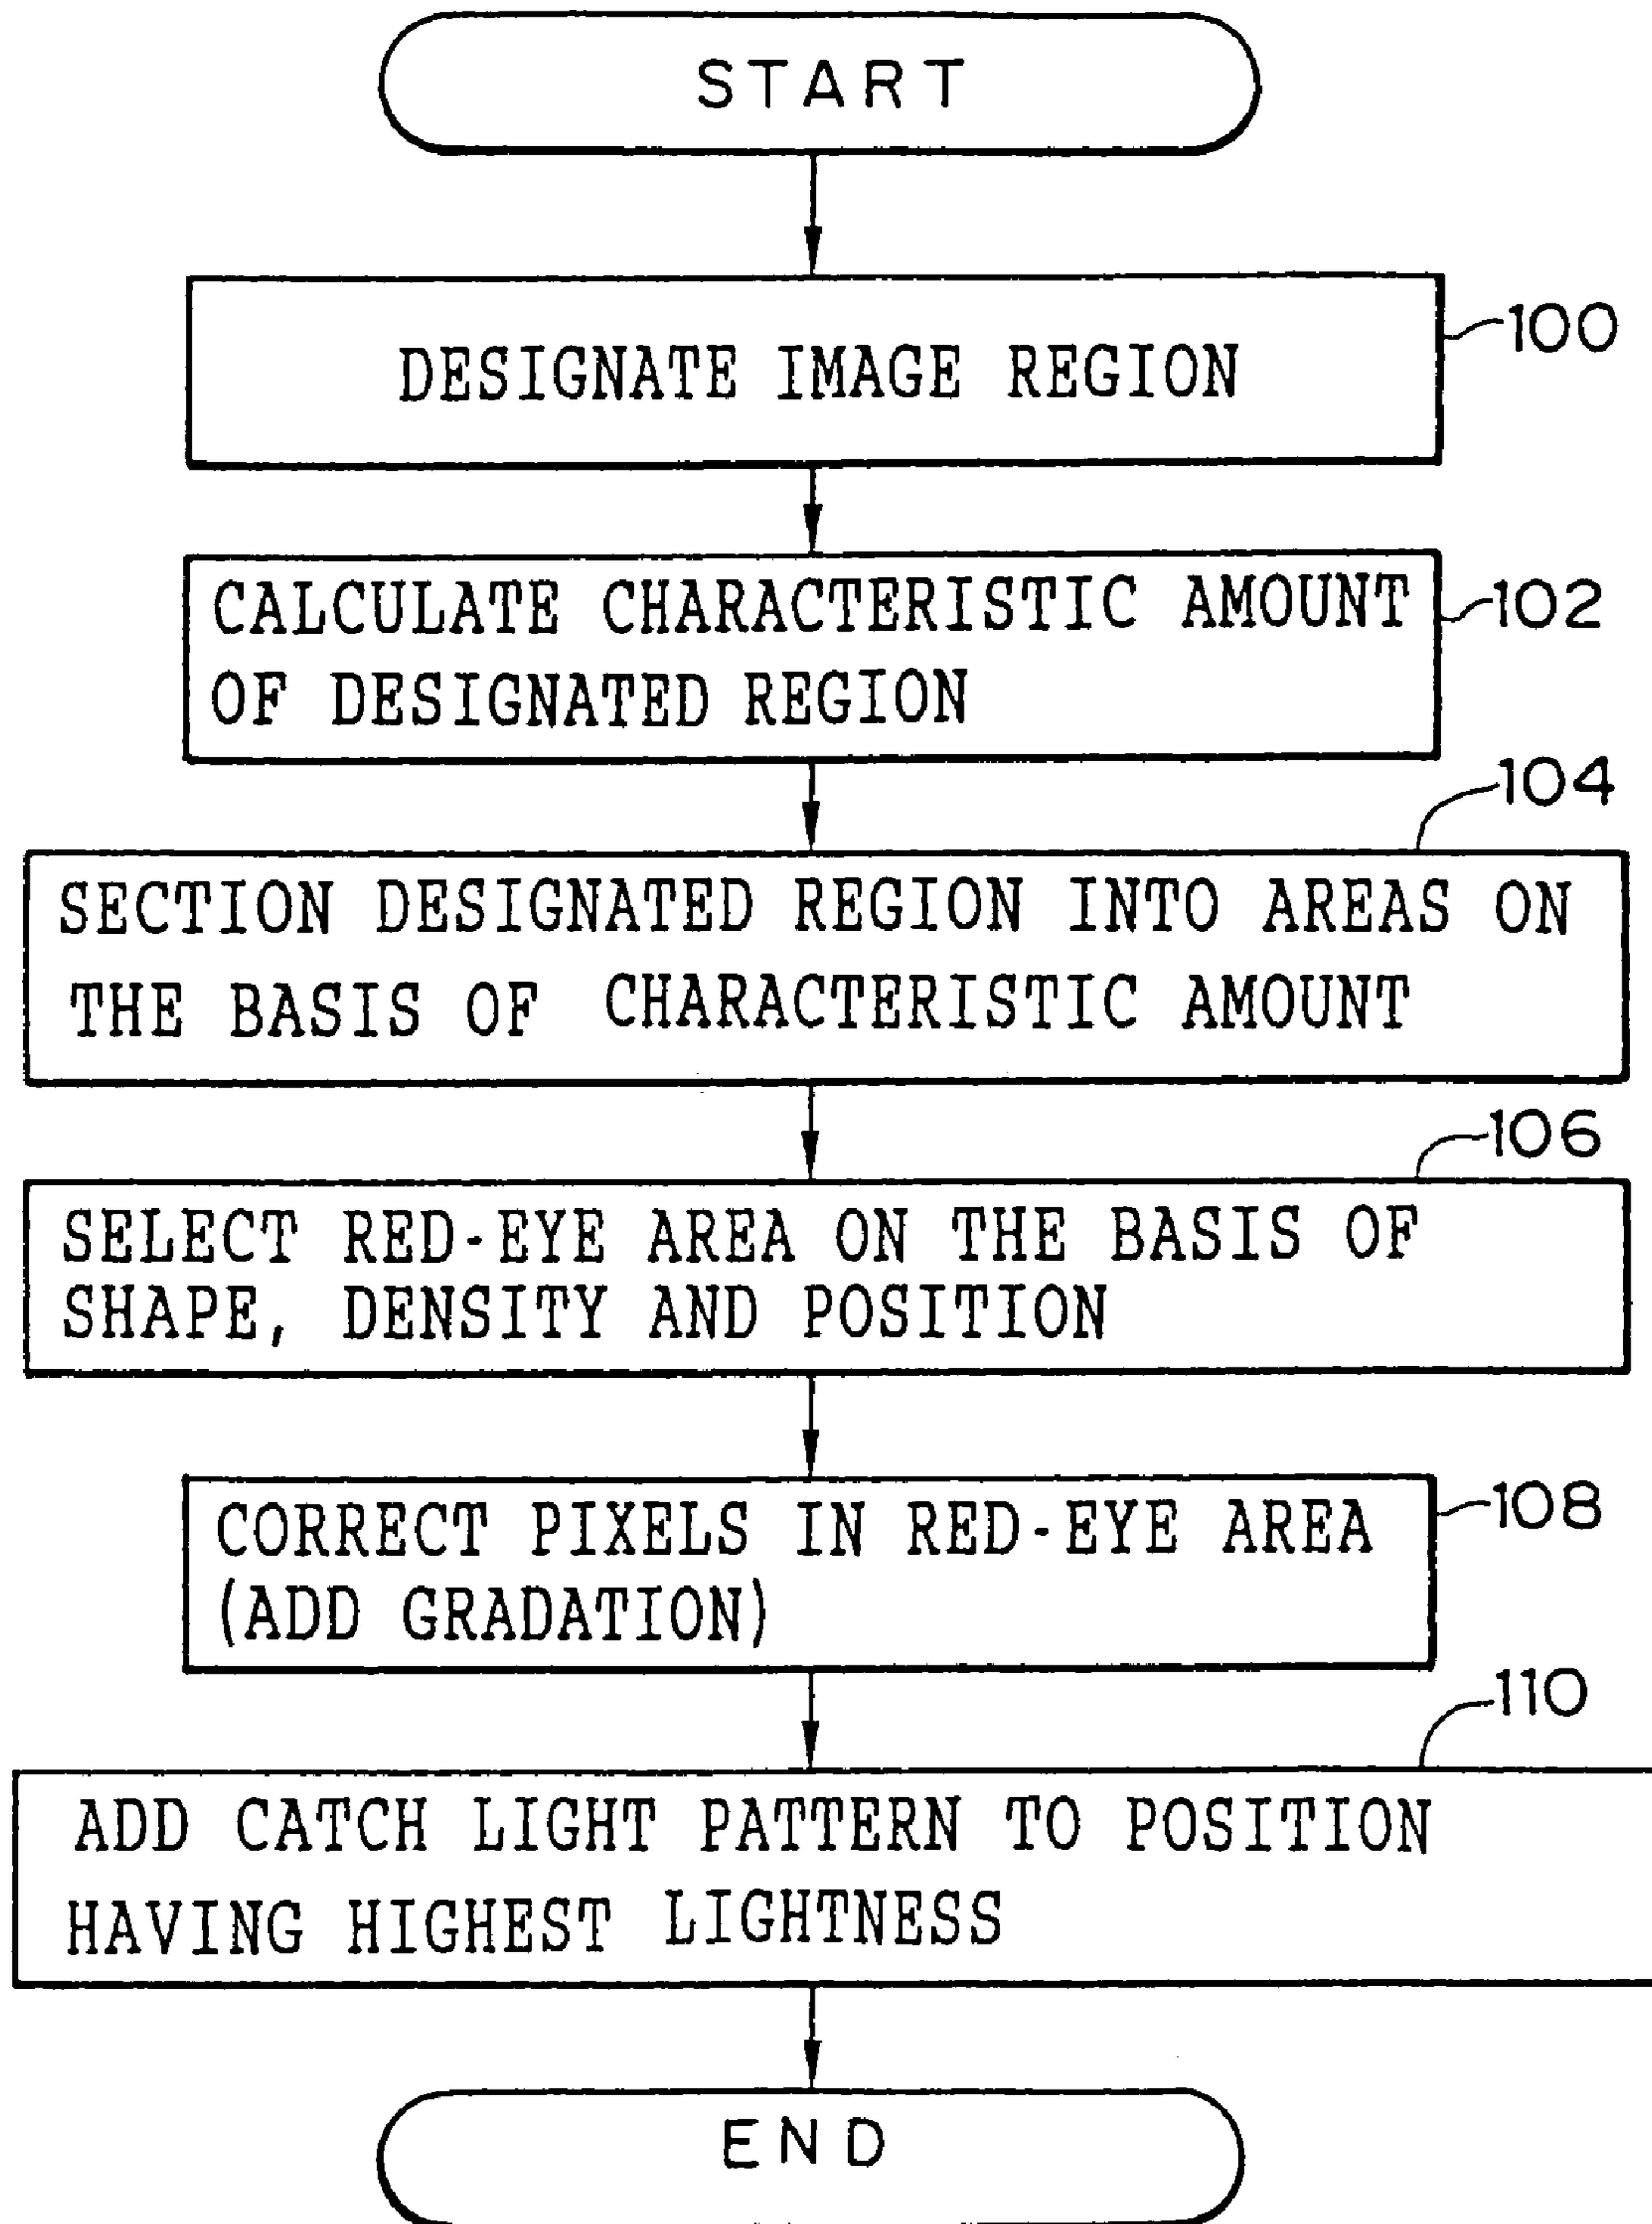 START
DESIGNATE IMAGE REGION
100
CALCULATE CHARACTERISTIC AMOUNT
OF DESIGNATED REGION
102
104
SECTION DESIGNATED REGION INTO AREAS ON
THE BASIS OF CHARACTERISTIC AMOUNT
106
SELECT RED-EYE AREA ON THE BASIS OF
SHAPE, DENSITY AND POSITION
CORRECT PIXELS IN RED-EYE AREA
(ADD GRADATION)
108
110
ADD CATCH LIGHT PATTERN TO POSITION
HAVING HIGHEST LIGHTNESS
END